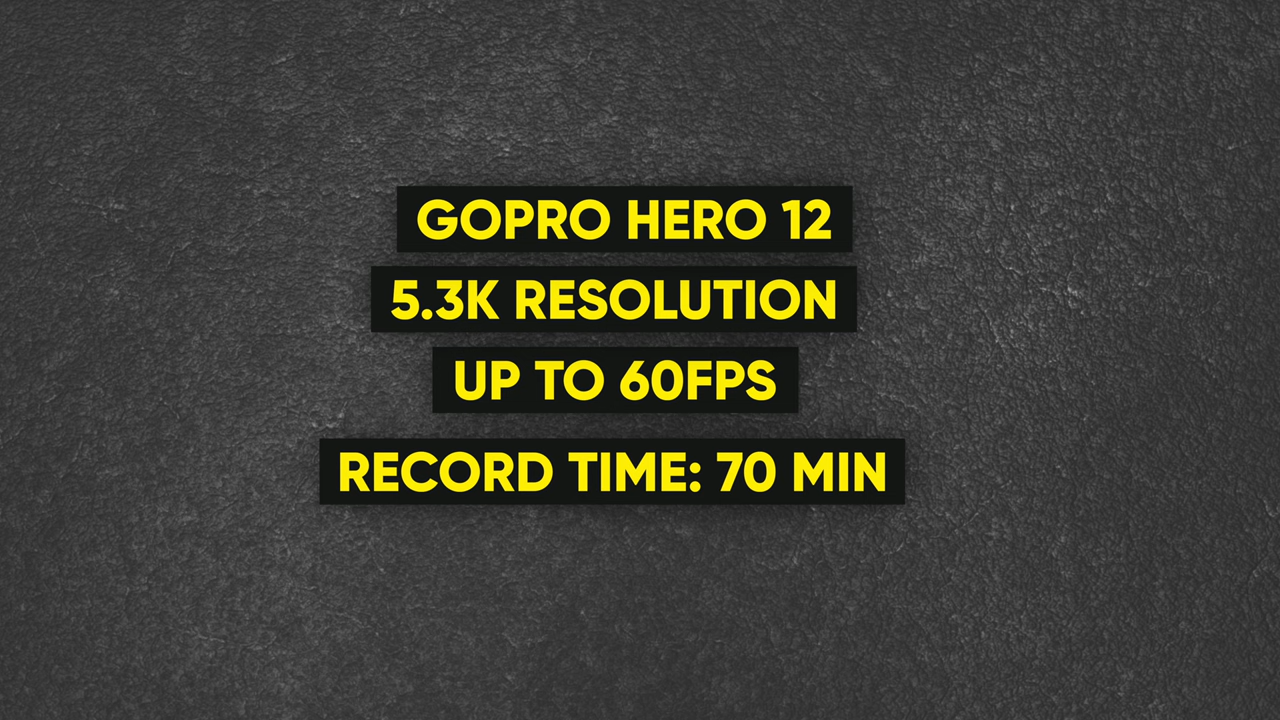 GOPRO HERO 12
5.3K RESOLUTION
UP TO 60FPS
RECORD TIME: 70 MIN